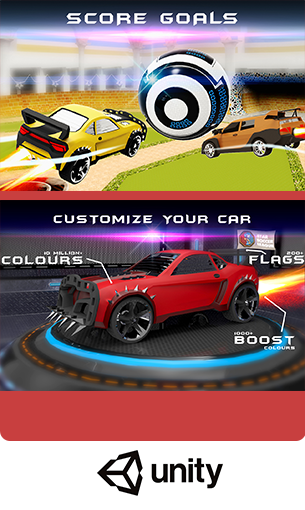 SCORE GOALS
CUSTOMIZE YOUR CAR
10 MILLION+
COLOURS
200+
FLAGS
1000+
BOOST
COLOURS
unity